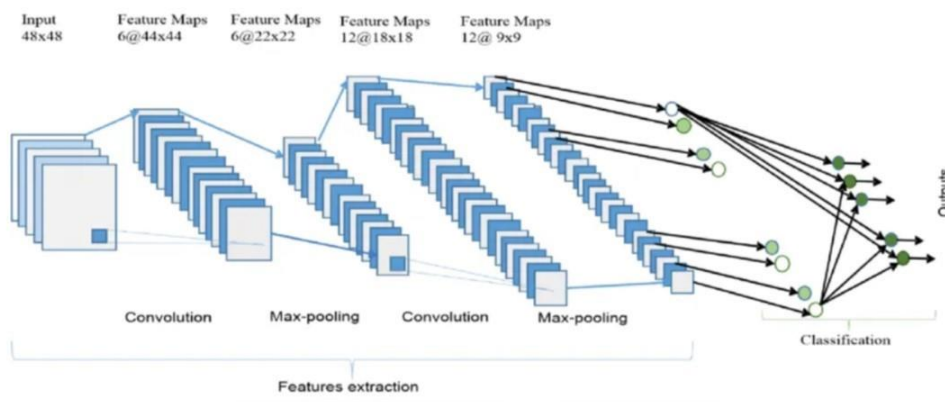 Input
48x48
Feature Maps
6@44x44
Feature Maps
6@22x22
Feature Maps
12@18x18
Feature Maps
12@ 9x9
Outputs
Convolution
Max-pooling
Convolution
Max-pooling
Classification
Features extraction